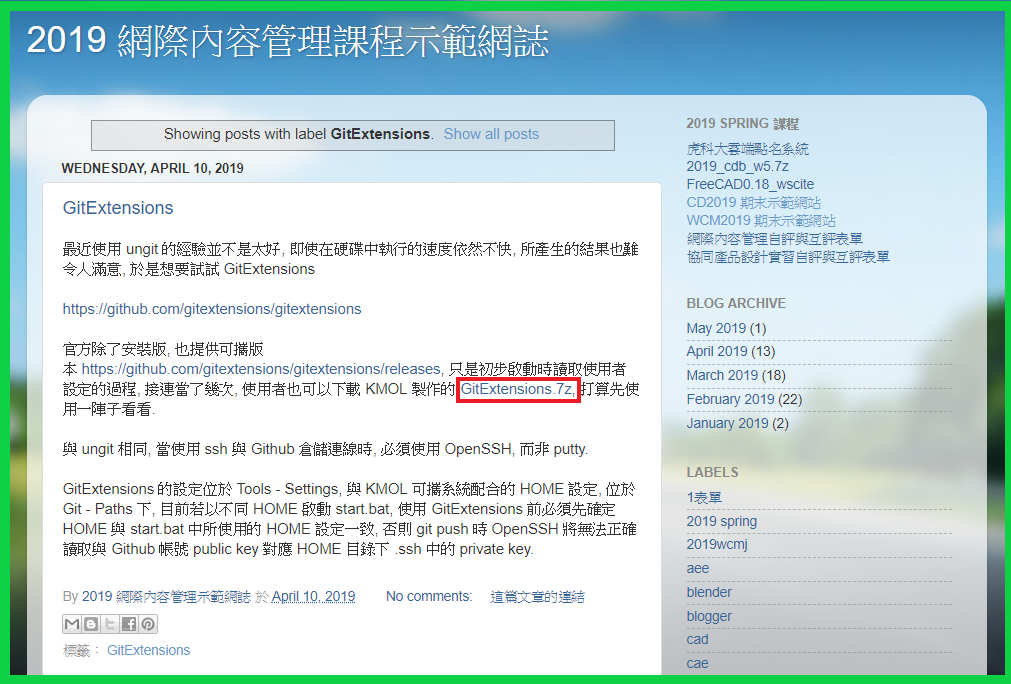 2019 網際內容管理課程示範網誌
Showing posts with label GitExtensions. Show all posts
WEDNESDAY, APRIL 10, 2019
GitExtensions
最近使用 ungit 的經驗並不是太好, 即使在硬碟中執行的速度依然不快, 所產生的結果也難
令人滿意, 於是想要試試 GitExtensions
https://github.com/gitextensions/gitextensions
官方除了安裝版, 也提供可攜版
本 https://github.com/gitextensions/gitextensions/releases, 只是初步啟動時讀取使用者
設定的過程, 接連當了幾次, 使用者也可以下載 KMOL 製作的 GitExtensions.7z, 打算先使
用一陣子看看.
與 ungit 相同, 當使用 ssh 與 Github 倉儲連線時, 必須使用 OpenSSH, 而非 putty.
GitExtensions 的設定位於 Tools - Settings, 與 KMOL 可攜系統配合的 HOME 設定, 位於
Git - Paths 下, 目前若以不同 HOME 啟動 start.bat, 使用 GitExtensions 前必須先確定
HOME 與 start.bat 中所使用的 HOME 設定一致, 否則 git push 時 OpenSSH 將無法正確
讀取與 Github 帳號 public key 對應 HOME 目錄下 .ssh 中的 private key.
By 2019 網際內容管理示範網誌 於 April 10, 2019 No comments: 這篇文章的連結
標籤: GitExtensions
2019 SPRING 課程
虎科大雲端點名系統
2019_cdb_w5.7z
FreeCAD0.18_wscite
CD2019 期末示範網站
WCM2019 期末示範網站
網際內容管理自評與互評表單
協同產品設計實習自評與互評表單
BLOG ARCHIVE
May 2019 (1)
April 2019 (13)
March 2019 (18)
February 2019 (22)
January 2019 (2)
LABELS
1表單
2019 spring
2019wcmj
aee
blender
blogger
cad
cae